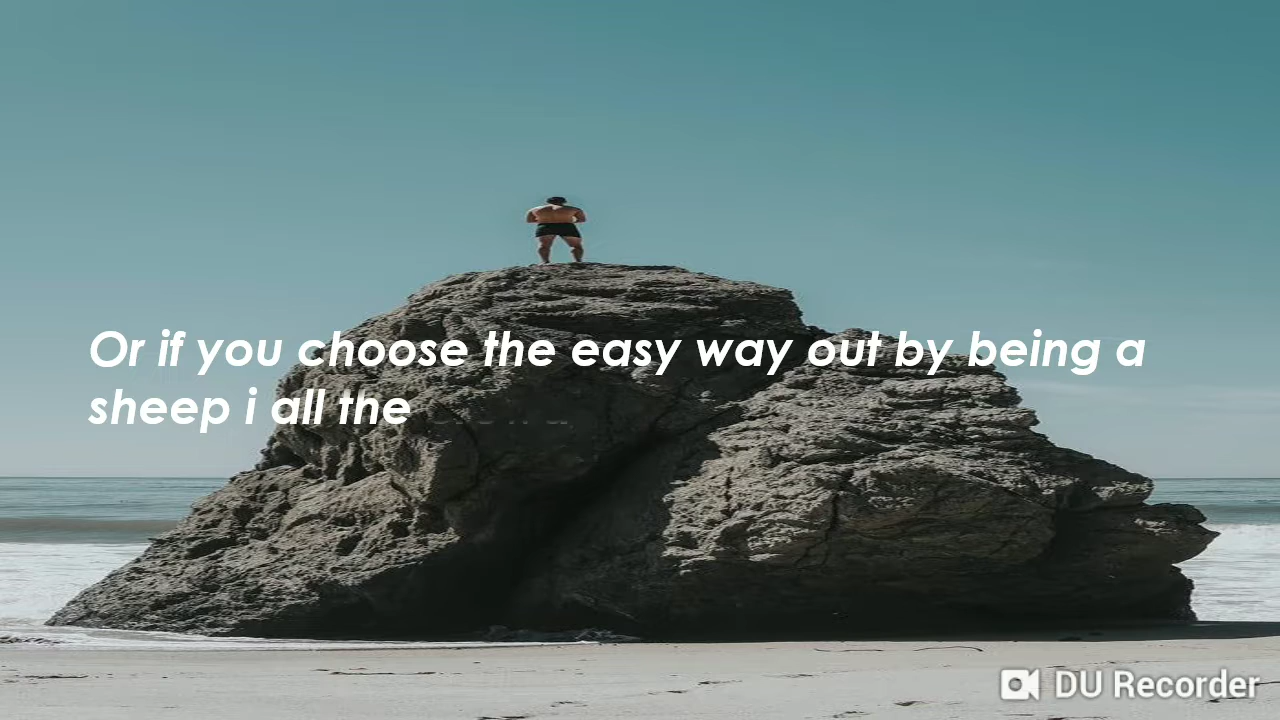 Or if you choose the easy way out by being a
sheep i all the
DU Recorder